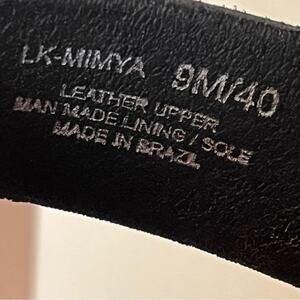 LK-MIMYA 9M/40
LEATHER UPPER
MAN MADE LINING / SOLE
MADE IN BRAZIL